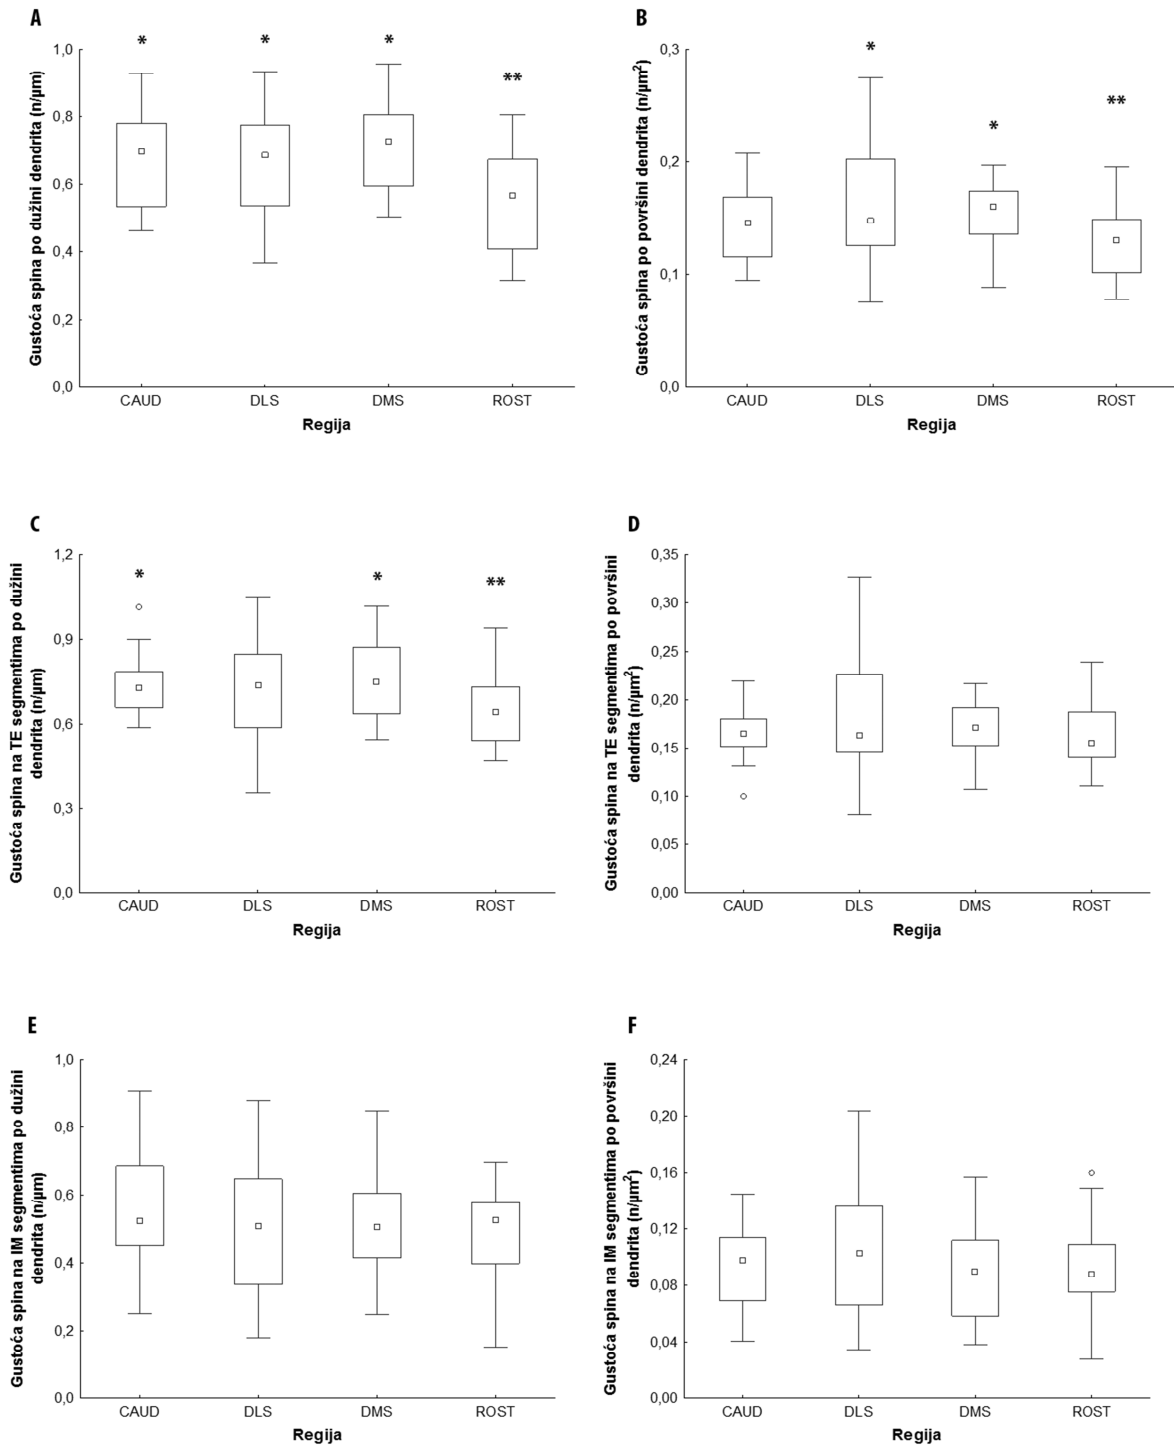 A
Gustoća spina po dužini dendrita (n/µm)
* * * **
1,0
0,8
0,6
0,4
0,2
0,0
CAUD DLS DMS ROST
Regija
B
Gustoća spina po površini dendrita (n/µm²)
* * **
0,3
0,2
0,1
0,0
CAUD DLS DMS ROST
Regija
C
Gustoća spina na TE segmentima po dužini
dendrita (n/µm)
* * **
1,2
0,9
0,6
0,3
0,0
CAUD DLS DMS ROST
Regija
D
Gustoća spina na TE segmentima po površini
dendrita (n/µm²)
0,35
0,30
0,25
0,20
0,15
0,10
0,05
0,00
CAUD DLS DMS ROST
Regija
E
Gustoća spina na IM segmentima po dužini
dendrita (n/µm)
1,0
0,8
0,6
0,4
0,2
0,0
CAUD DLS DMS ROST
Regija
F
Gustoća spina na IM segmentima po površini
dendrita (n/µm²)
0,24
0,20
0,16
0,12
0,08
0,04
0,00
CAUD DLS DMS ROST
Regija